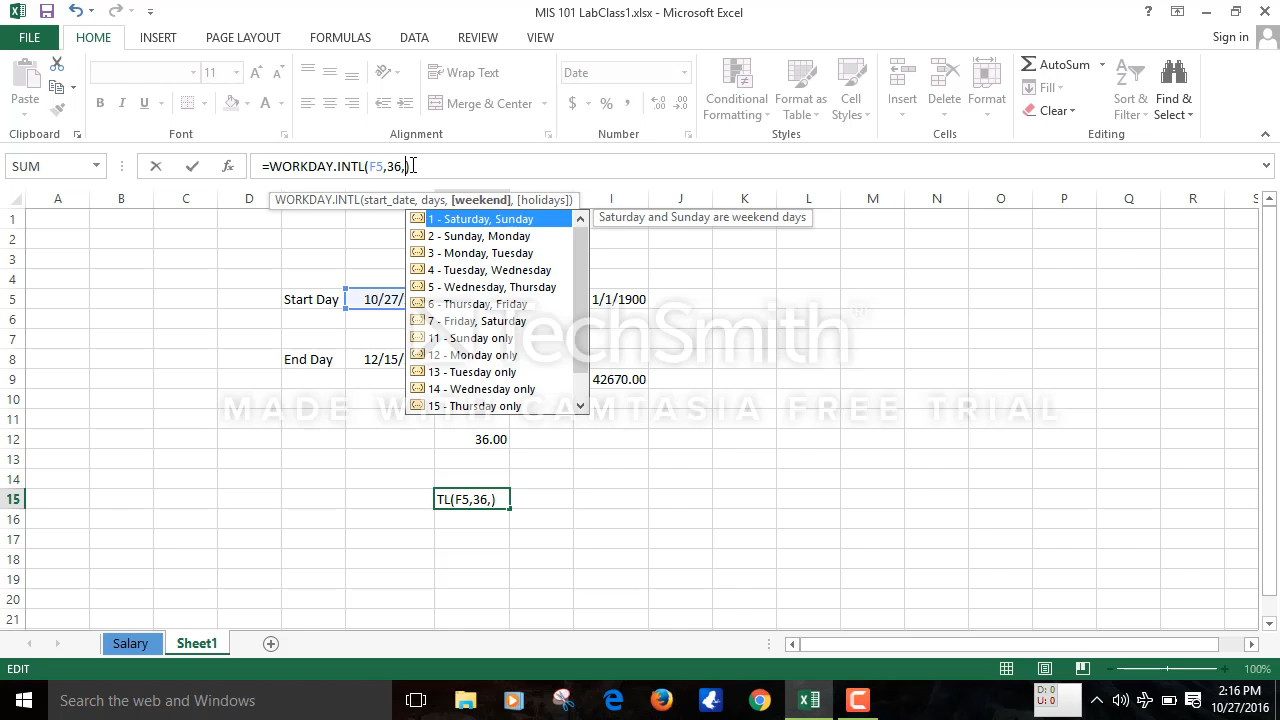 MIS 101 LabClass1.xlsx - Microsoft Excel
FILE HOME INSERT PAGE LAYOUT FORMULAS DATA REVIEW VIEW Sign in
Paste 11 Wrap Text Date Conditional Formatting Format as Table Cell Styles Insert Delete Format AutoSum Fill Clear Sort & Filter Find & Select
B I U Merge & Center $ %
Clipboard Font Alignment Number Styles Cells Editing
SUM =WORKDAY.INTL(F5,36,)
WORKDAY.INTL(start_date, days, [weekend], [holidays])
A B C D I J K L M N O P Q R S
1 1 - Saturday, Sunday Saturday and Sunday are weekend days
2 2 - Sunday, Monday
3 3 - Monday, Tuesday
4 4 - Tuesday, Wednesday
5 - Wednesday, Thursday
5 Start Day 10/27/ 6 - Thursday, Friday 1/1/1900
6 7 - Friday, Saturday
7 11 - Sunday only
8 End Day 12/15/ 12 - Monday only
9 13 - Tuesday only 42670.00
10 14 - Wednesday only
11 15 - Thursday only
TechSmith
MADE WITH CAMTASIA FREE TRIAL
12 36.00
13
14
15 TL(F5,36,)
16
17
18
19
20
21
Salary Sheet1
EDIT 100%
Search the web and Windows D: 0 U: 0 2:16 PM
10/27/2016